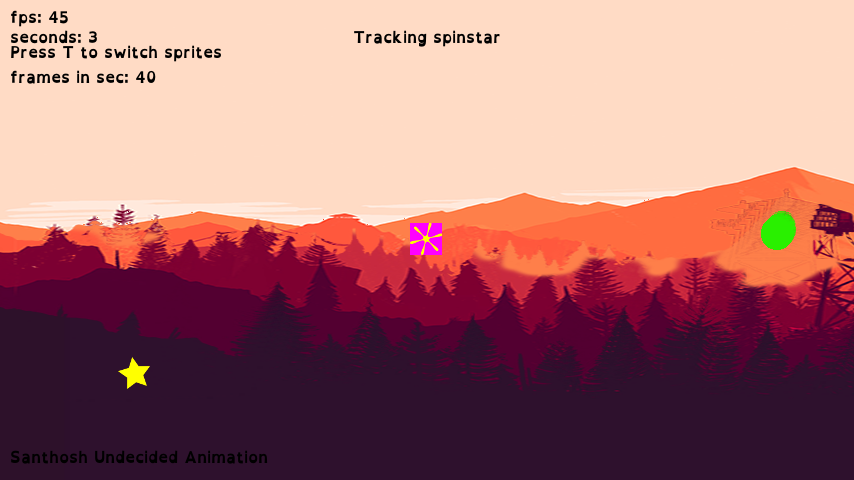 fps: 45
seconds: 3
Tracking spinstar
Press T to switch sprites
frames in sec: 40
Santhosh Undecided Animation